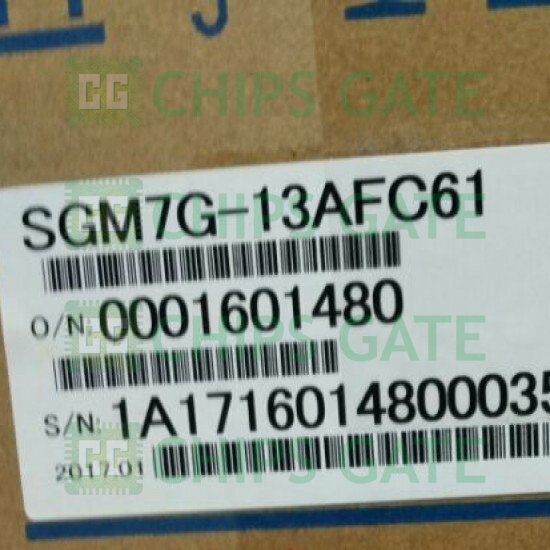 CHIPS GATE
SGM7G-13AFC61
O/N 0001601480
S/N: 1A1716014800035
2017.01
CHIPS GATE
CHIPS GATE